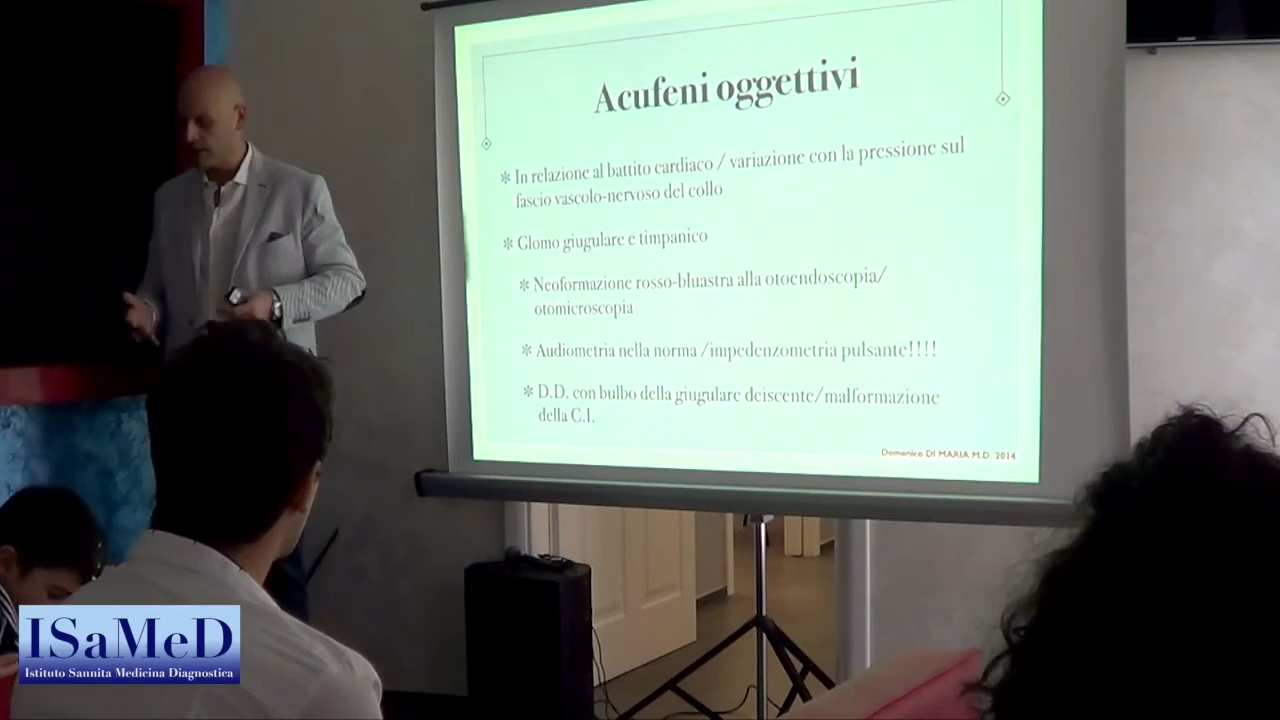 Acufeni oggettivi
✻ In relazione al battito cardiaco / variazione con la pressione sul
fascio vascolo-nervoso del collo
✻ Glomo giugulare e timpanico
✻ Neoformazione rosso-bluastra alla otoendoscopia/
otomicroscopia
✻ Audiometria nella norma /impedenzometria pulsante!!!!
✻ D.D. con bulbo della giugulare deiscente/malformazione
della C.I.
Domenico DI MARIA M.D. 2014
ISaMeD
Istituto Sannita Medicina Diagnostica